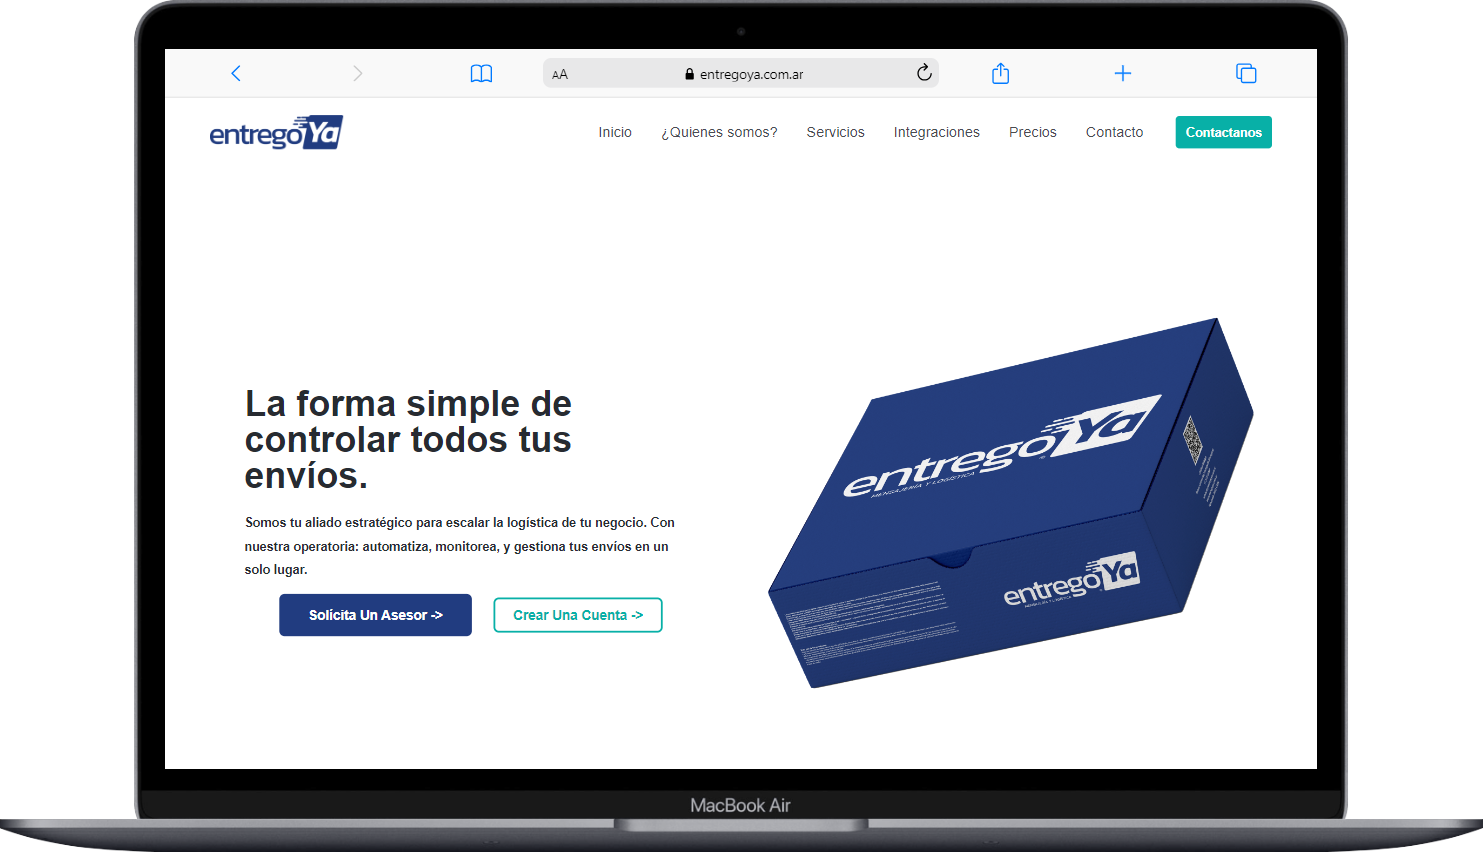 AA
entregoya.com.ar
entregoYa
Inicio
¿Quienes somos?
Servicios
Integraciones
Precios
Contacto
Contactanos
La forma simple de
controlar todos tus
envíos.
Somos tu aliado estratégico para escalar la logística de tu negocio. Con
nuestra operatoria: automatiza, monitorea, y gestiona tus envíos en un
solo lugar.
Solicita Un Asesor ->
Crear Una Cuenta ->
entregoYa
MENSAJERÍA Y LOGÍSTICA
entregoYa
MacBook Air